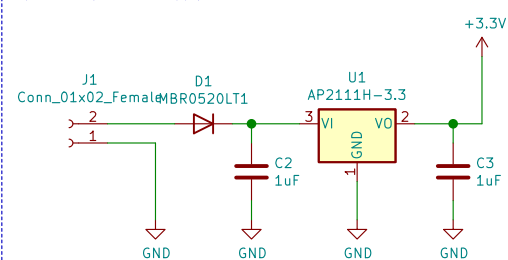 +3.3V
J1
Conn_01x02_Female
D1
MBR0520LT1
U1
AP2111H-3.3
2
1
3
VI
VO
2
GND
1
C2
1uF
C3
1uF
GND
GND
GND
GND